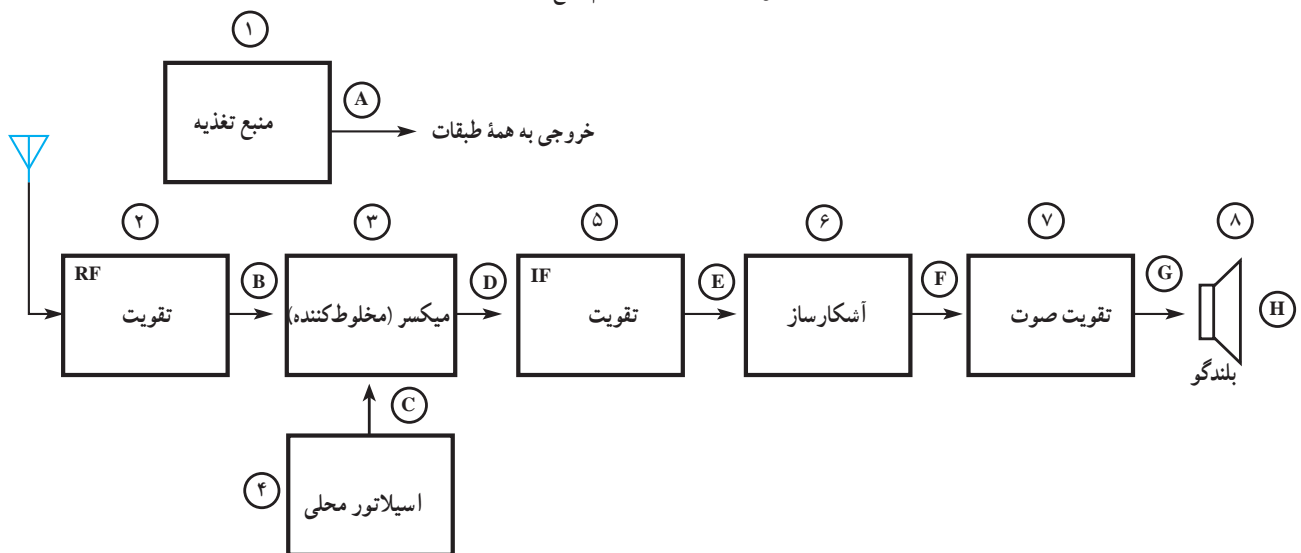 ۱
منبع تغذیه
A
خروجی به همهٔ طبقات
۲
۳
۵
۶
۷
۸
RF
تقویت
B
میکسر (مخلوط‌کننده)
D
IF
تقویت
E
آشکارساز
F
تقویت صوت
G
H
بلندگو
C
۴
اسیلاتور محلی